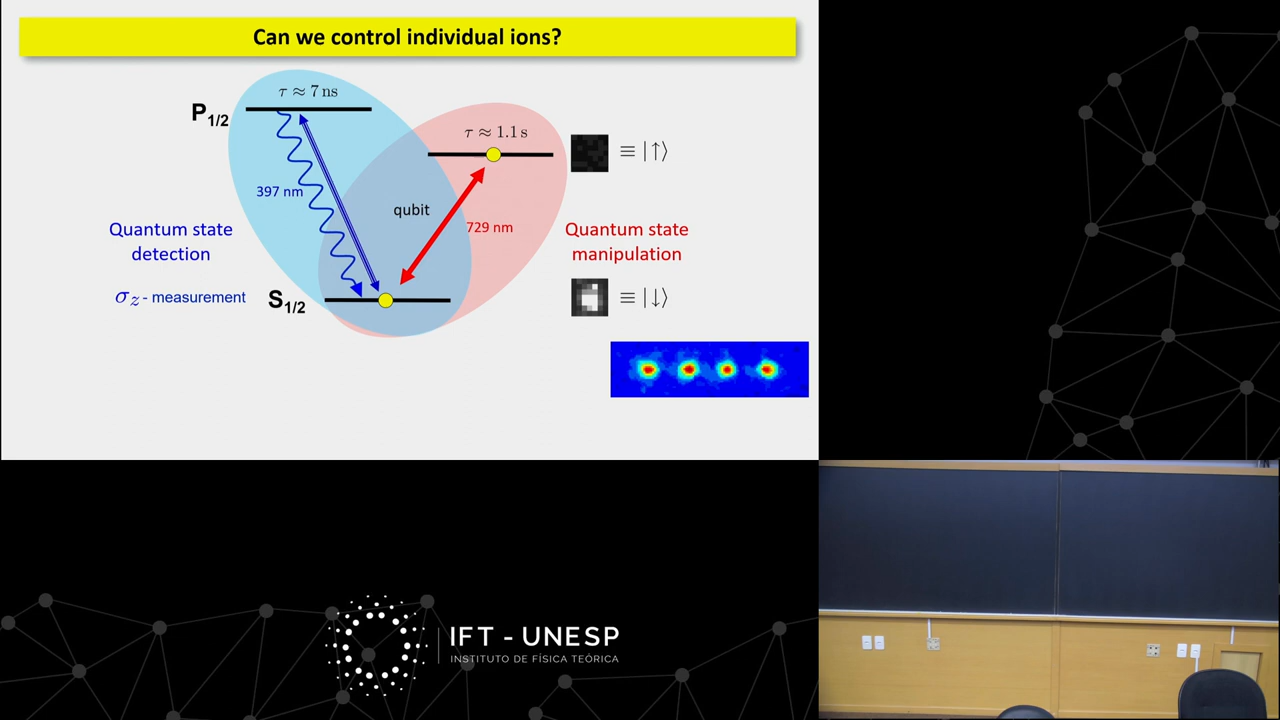 Can we control individual ions?
τ ≈ 7 ns
P1/2
τ ≈ 1.1 s
≡ |↑⟩
397 nm
qubit
729 nm
Quantum state
detection
Quantum state
manipulation
σz - measurement
S1/2
≡ |↓⟩
IFT - UNESP
INSTITUTO DE FÍSICA TEÓRICA